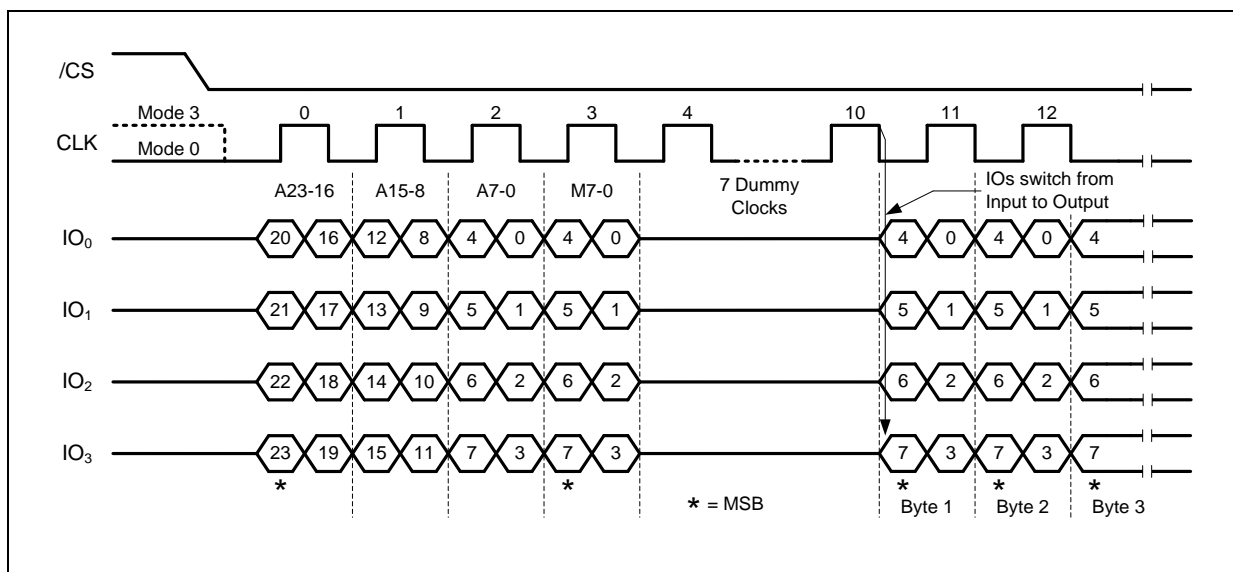 /CS
Mode 3 0 1 2 3 4 10 11 12
CLK
Mode 0
A23-16 A15-8 A7-0 M7-0 7 Dummy
Clocks
IOs switch from
Input to Output
IO₀ 20 16 12 8 4 0 4 0 4 0 4 0 4
IO₁ 21 17 13 9 5 1 5 1 5 1 5 1 5
IO₂ 22 18 14 10 6 2 6 2 6 2 6 2 6
IO₃ 23 19 15 11 7 3 7 3 7 3 7 3 7
* * * * *
* = MSB Byte 1 Byte 2 Byte 3